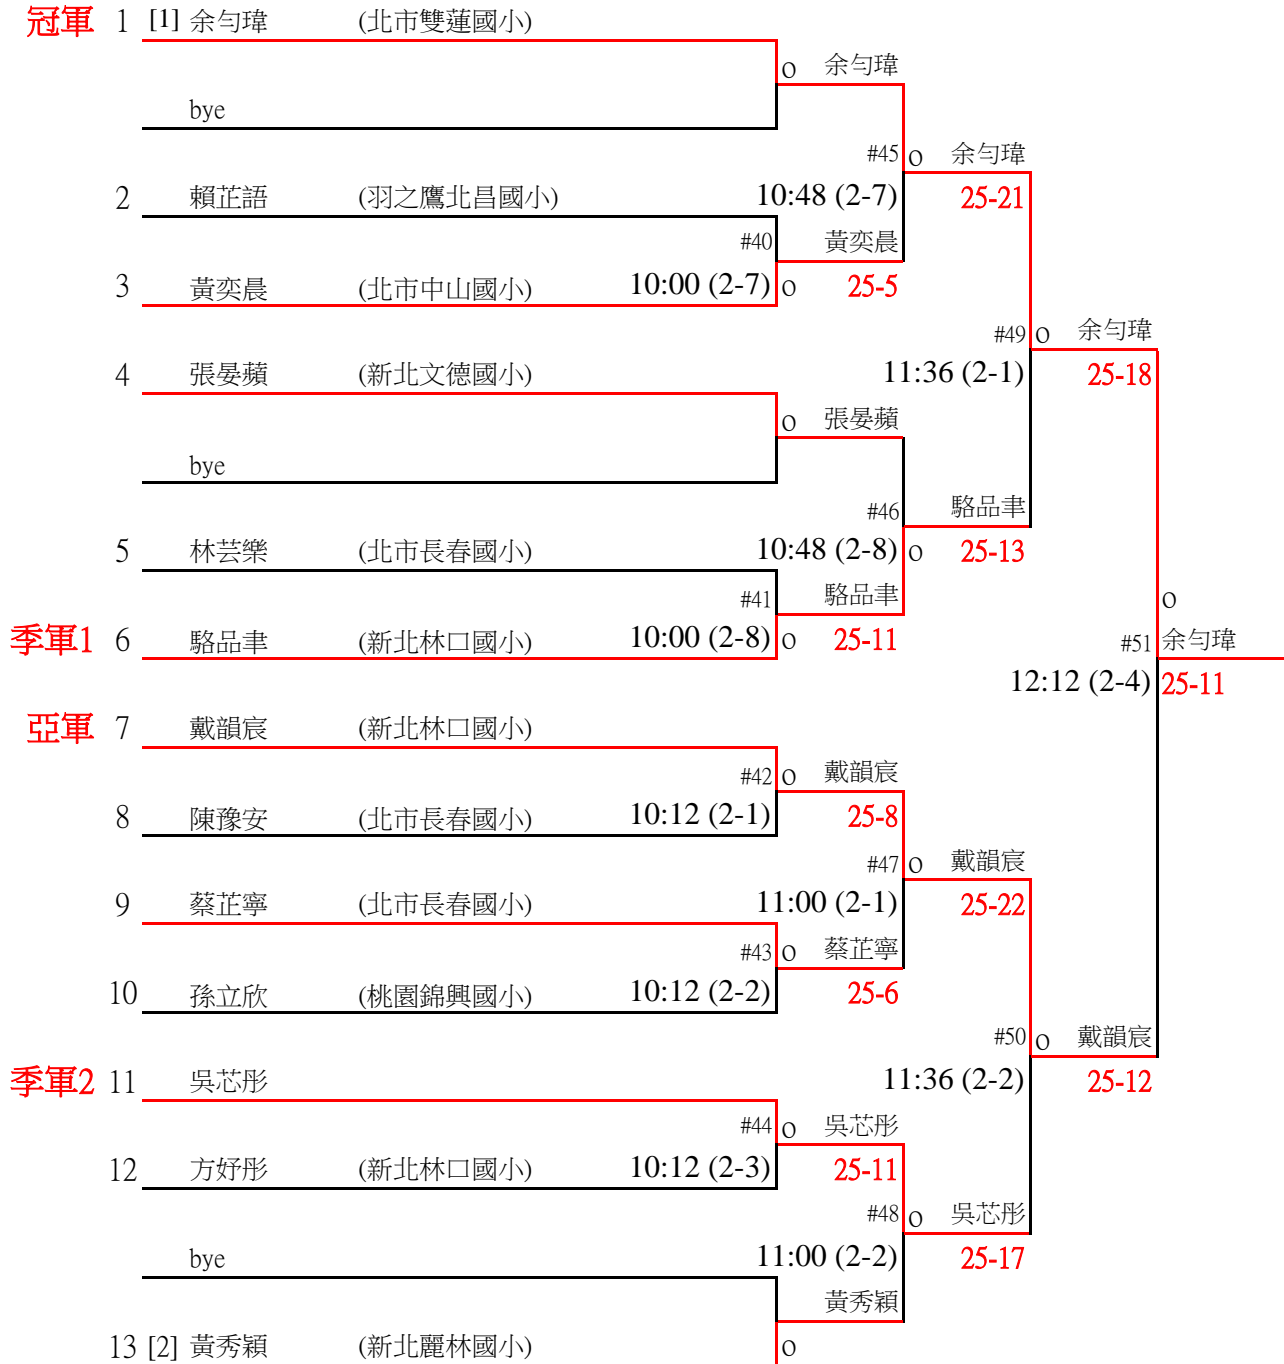 冠軍 1 [1] 余勻瑋 (北市雙蓮國小)
O 余勻瑋
bye
#45 O 余勻瑋
2 賴芷語 (羽之鷹北昌國小) 10:48 (2-7) 25-21
#40 黃奕晨
3 黃奕晨 (北市中山國小) 10:00 (2-7) O 25-5
#49 O 余勻瑋
4 張晏蘋 (新北文德國小) 11:36 (2-1) 25-18
O 張晏蘋
bye
#46 駱品聿
5 林芸樂 (北市長春國小) 10:48 (2-8) O 25-13
#41 駱品聿 O
季軍1 6 駱品聿 (新北林口國小) 10:00 (2-8) O 25-11 #51 余勻瑋
12:12 (2-4) 25-11
亞軍 7 戴韻宸 (新北林口國小)
#42 O 戴韻宸
8 陳豫安 (北市長春國小) 10:12 (2-1) 25-8
#47 O 戴韻宸
9 蔡芷寧 (北市長春國小) 11:00 (2-1) 25-22
#43 O 蔡芷寧
10 孫立欣 (桃園錦興國小) 10:12 (2-2) 25-6
#50 O 戴韻宸
季軍2 11 吳芯彤 11:36 (2-2) 25-12
#44 O 吳芯彤
12 方妤彤 (新北林口國小) 10:12 (2-3) 25-11
#48 O 吳芯彤
bye 11:00 (2-2) 25-17
黃秀穎
13 [2] 黃秀穎 (新北麗林國小) O